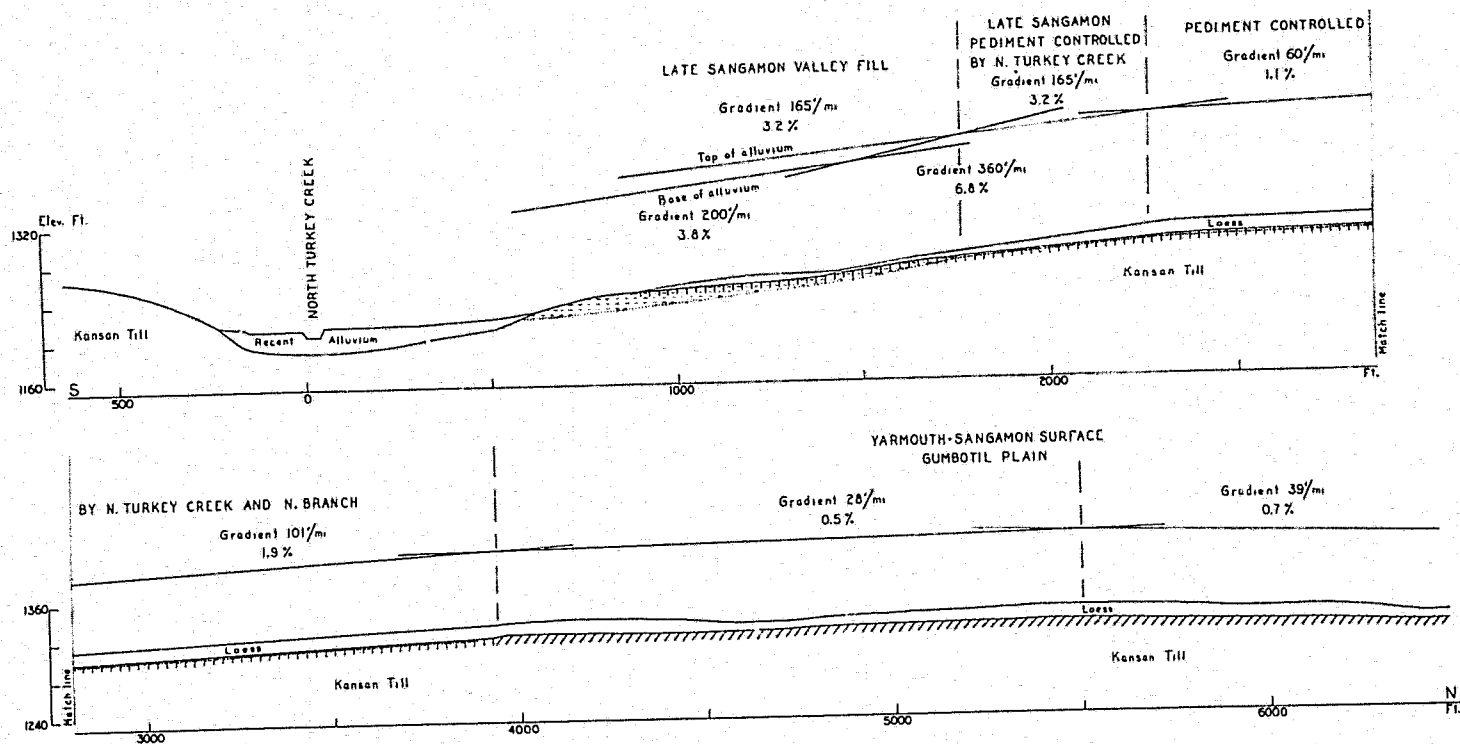 LATE SANGAMON
PEDIMENT CONTROLLED
BY N. TURKEY CREEK
Gradient 165'/mi
3.2 %
PEDIMENT CONTROLLED
Gradient 60'/mi
1.1 %
LATE SANGAMON VALLEY FILL
Gradient 165'/mi
3.2 %
Top of alluvium
Base of alluvium
Gradient 200'/mi
3.8 %
Gradient 360'/mi
6.8 %
NORTH TURKEY CREEK
Elev. Ft.
1320
1160
Loess
Kansan Till
Kansan Till
Recent Alluvium
Match line
S
500
0
1000
2000
Ft.
YARMOUTH-SANGAMON SURFACE
GUMBOTIL PLAIN
BY N. TURKEY CREEK AND N. BRANCH
Gradient 101'/mi
1.9 %
Gradient 28'/mi
0.5 %
Gradient 39'/mi
0.7 %
1360
1240
Loess
Loess
Kansan Till
Kansan Till
Match line
3000
4000
5000
6000
N
Ft.